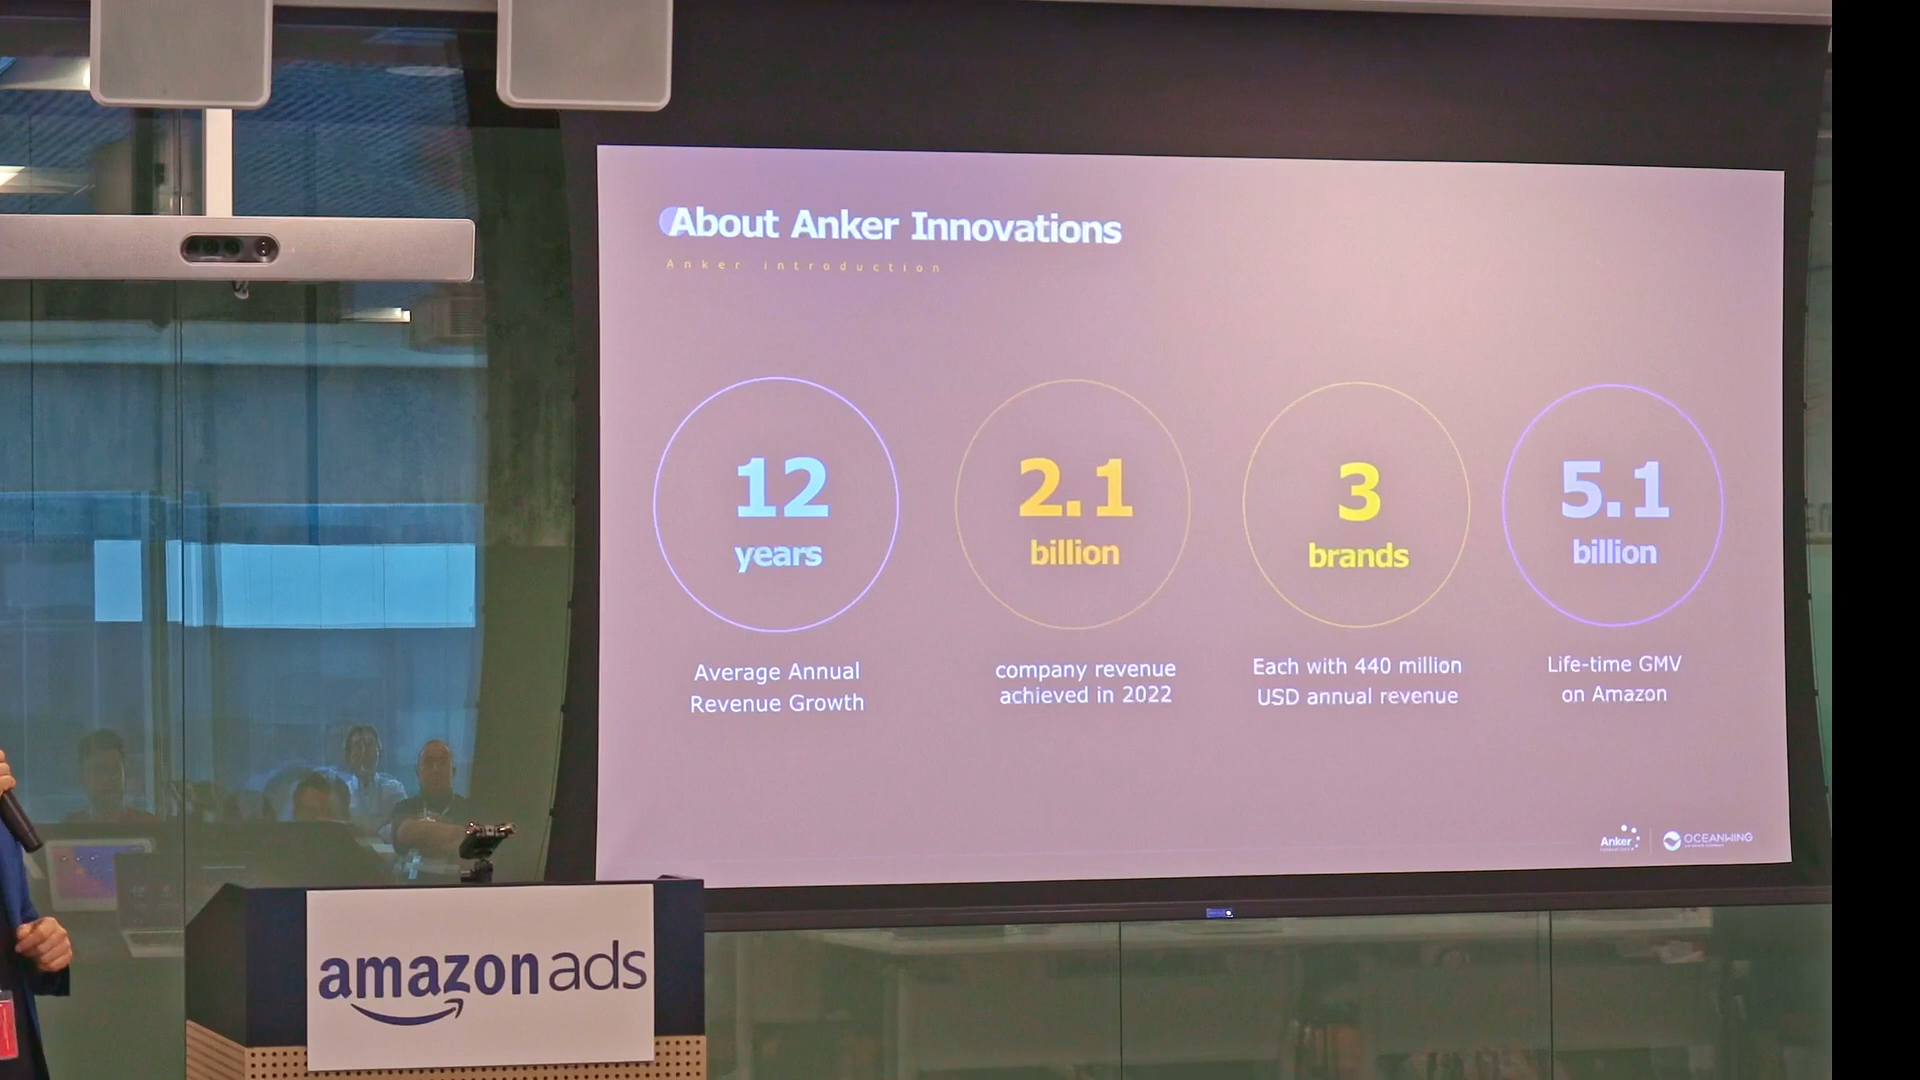 About Anker Innovations
Anker introduction
12
years
Average Annual
Revenue Growth
2.1
billion
company revenue
achieved in 2022
3
brands
Each with 440 million
USD annual revenue
5.1
billion
Life-time GMV
on Amazon
Anker
OCEANWING
amazon ads